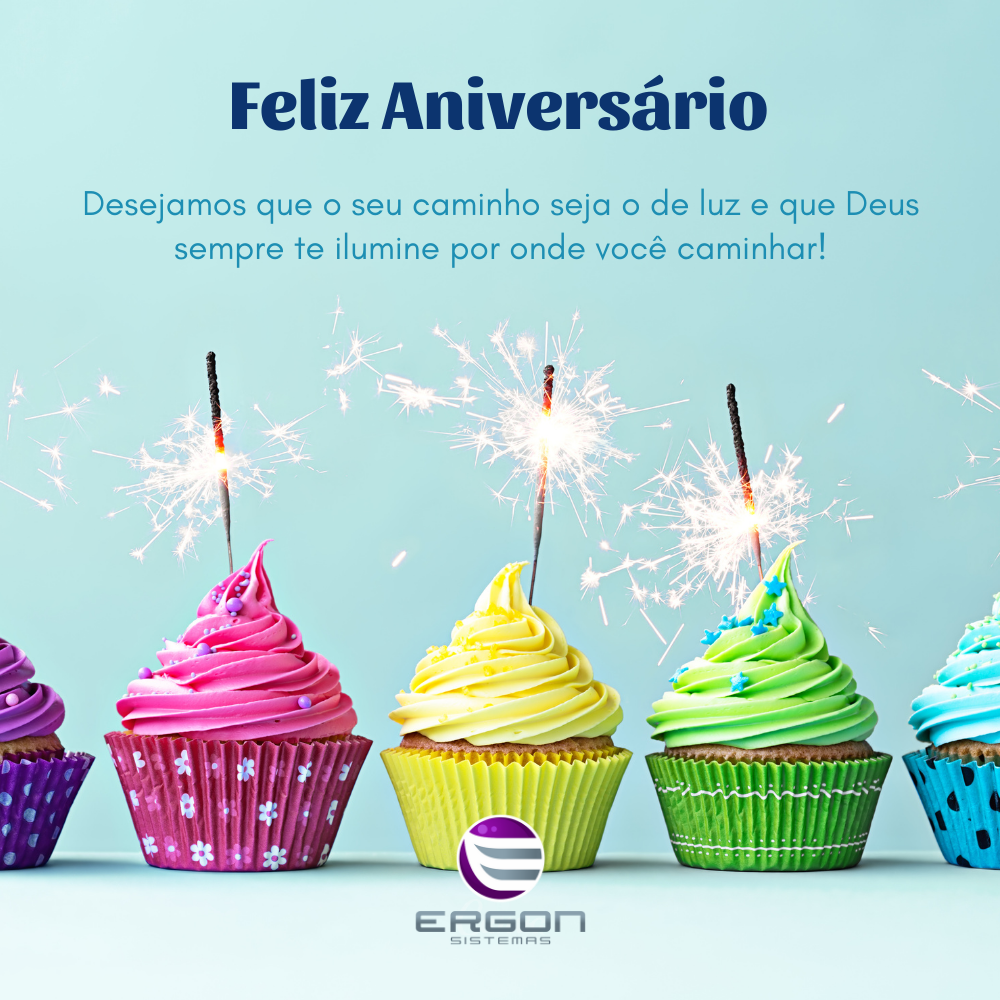 Feliz Aniversário
Desejamos que o seu caminho seja o de luz e que Deus
sempre te ilumine por onde você caminhar!
ERGON
SISTEMAS